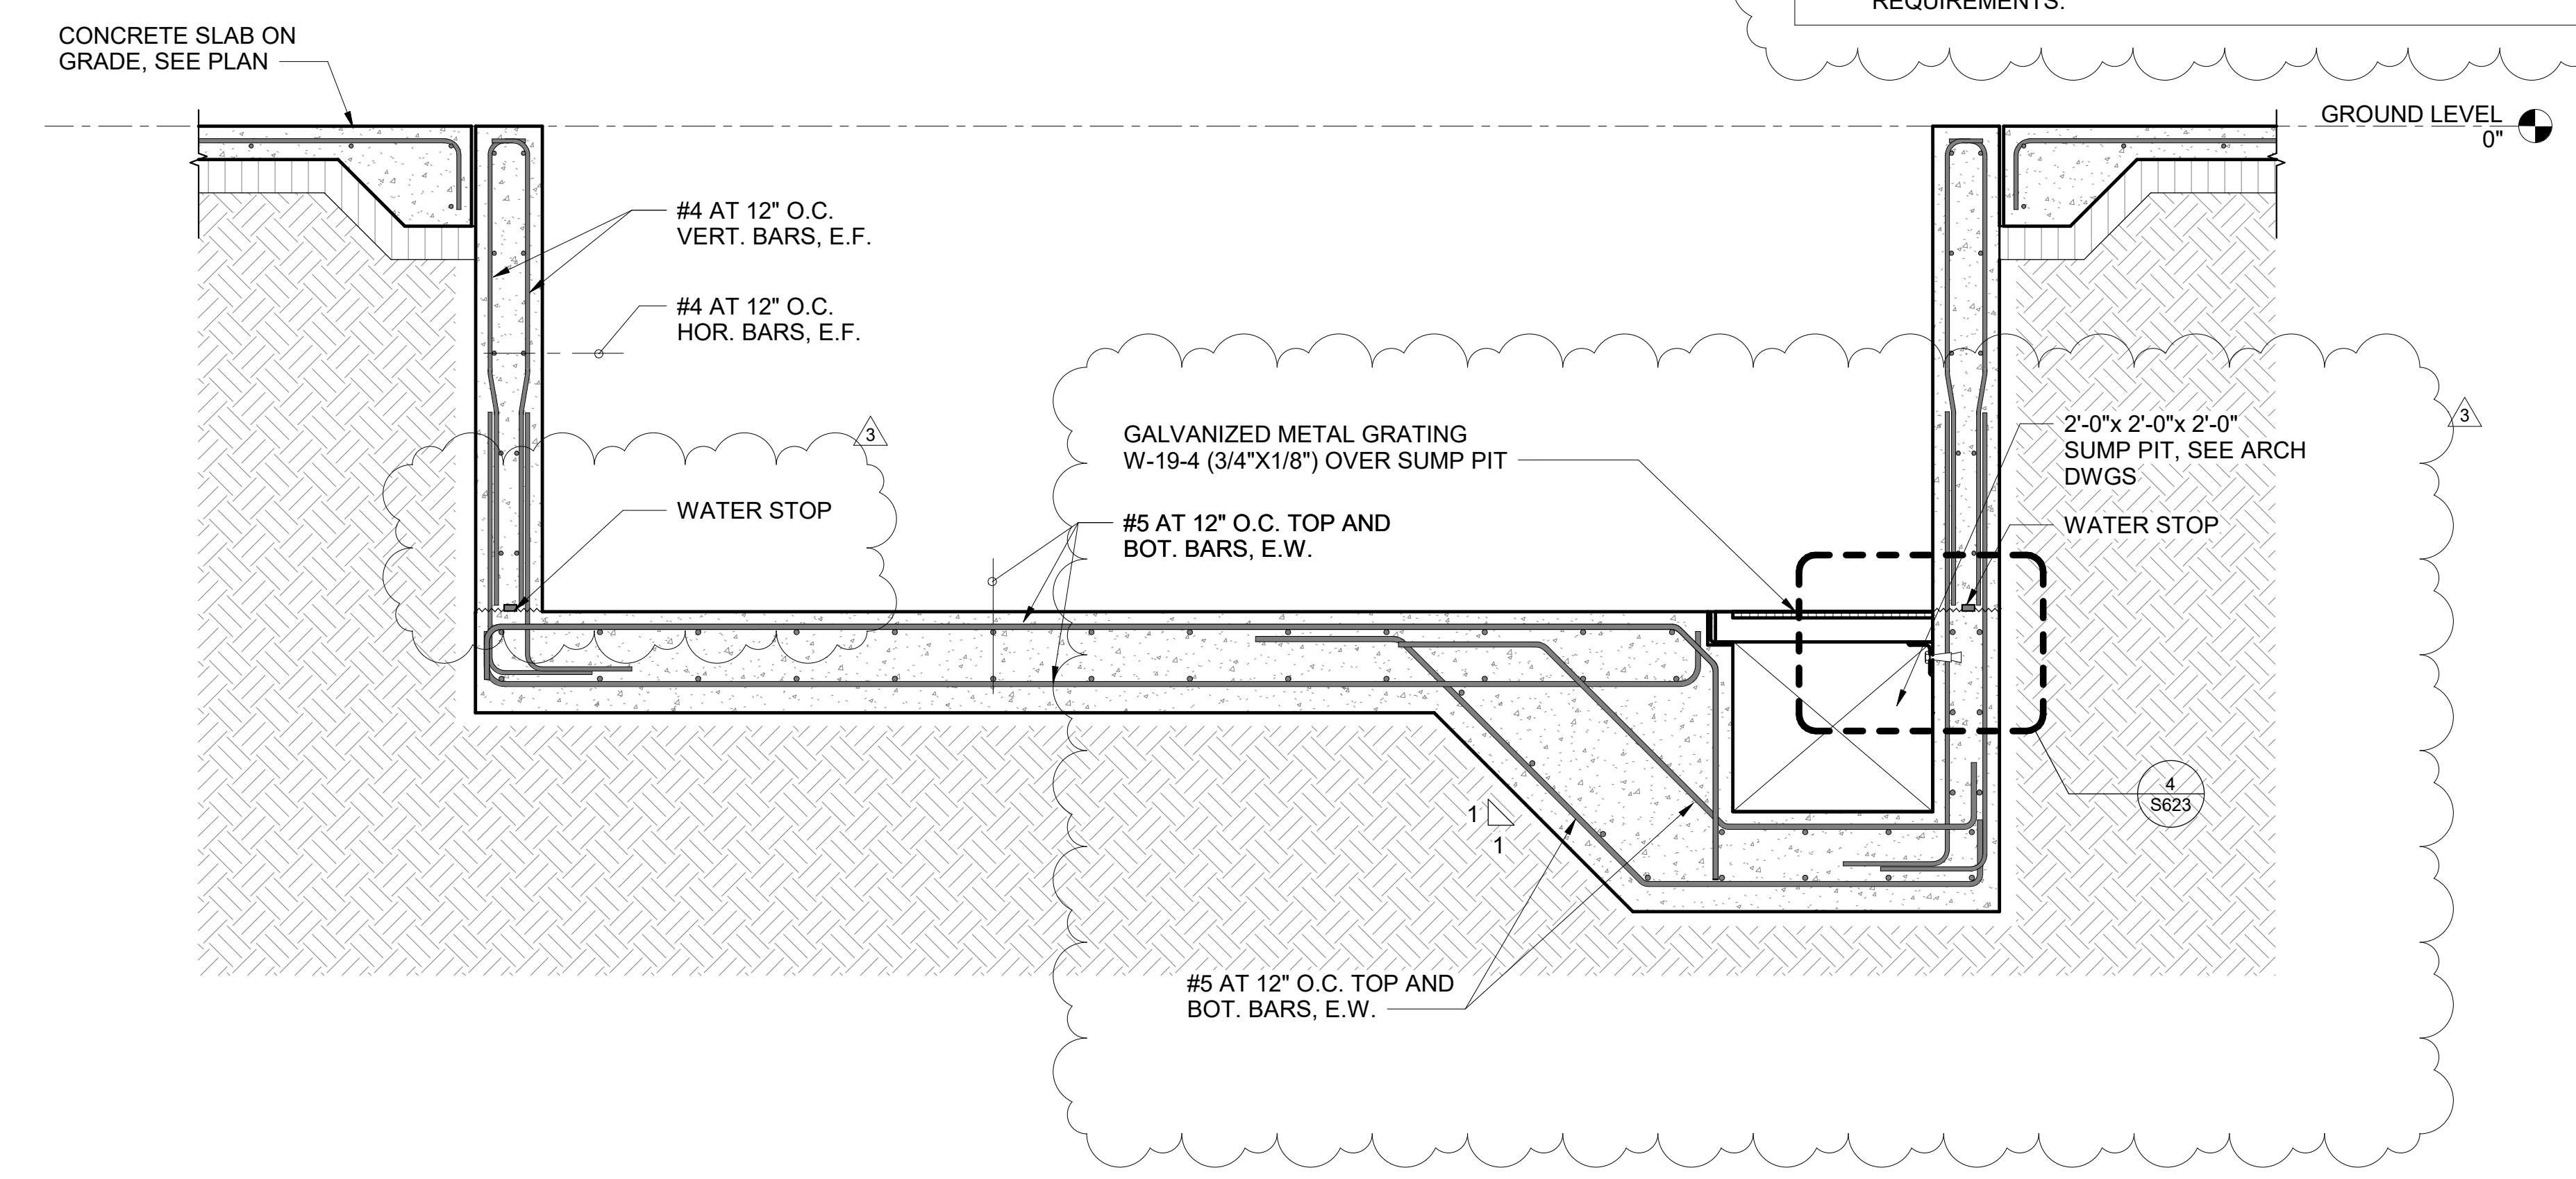 REQUIREMENTS.
CONCRETE SLAB ON
GRADE, SEE PLAN
GROUND LEVEL
0"
#4 AT 12" O.C.
VERT. BARS, E.F.
#4 AT 12" O.C.
HOR. BARS, E.F.
3
WATER STOP
GALVANIZED METAL GRATING
W-19-4 (3/4"X1/8") OVER SUMP PIT
#5 AT 12" O.C. TOP AND
BOT. BARS, E.W.
3
2'-0"x 2'-0"x 2'-0"
SUMP PIT, SEE ARCH
DWGS
WATER STOP
1
1
4
S623
#5 AT 12" O.C. TOP AND
BOT. BARS, E.W.